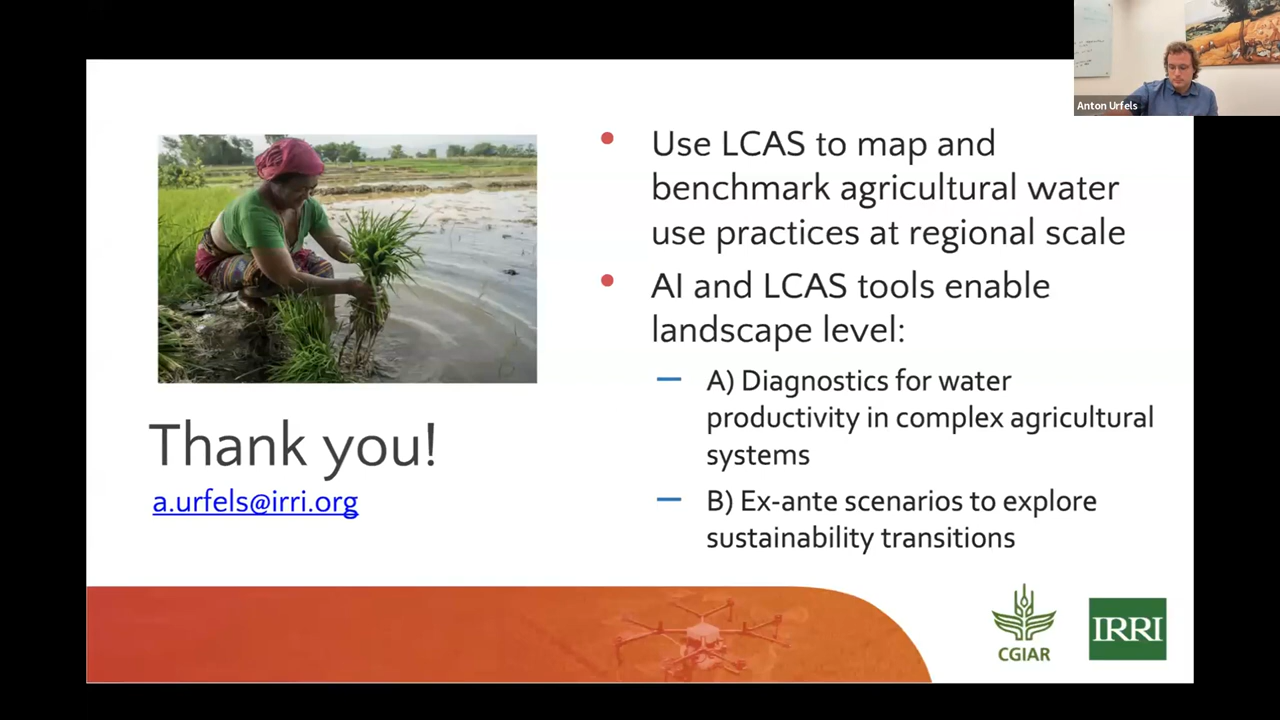 Anton Urfels
Use LCAS to map and
benchmark agricultural water
use practices at regional scale
AI and LCAS tools enable
landscape level:
A) Diagnostics for water
productivity in complex agricultural
systems
B) Ex-ante scenarios to explore
sustainability transitions
Thank you!
a.urfels@irri.org
CGIAR
IRRI